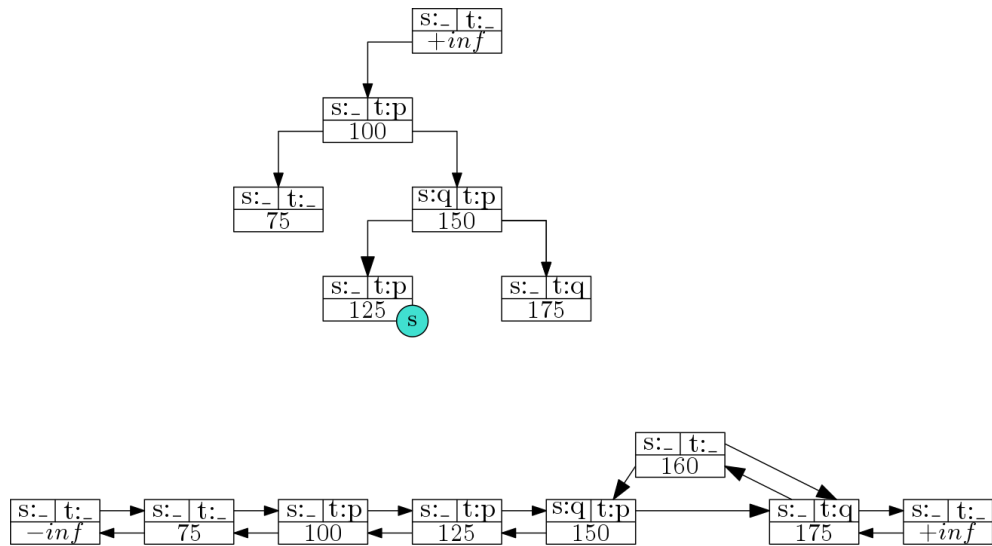 s:_ t:_
+inf
s:_ t:p
100
s:_ t:_
75
s:q t:p
150
s:_ t:p
125
s
s:_ t:q
175
s:_ t:_
160
s:_ t:_
-inf
s:_ t:_
75
s:_ t:p
100
s:_ t:p
125
s:q t:p
150
s:_ t:q
175
s:_ t:_
+inf